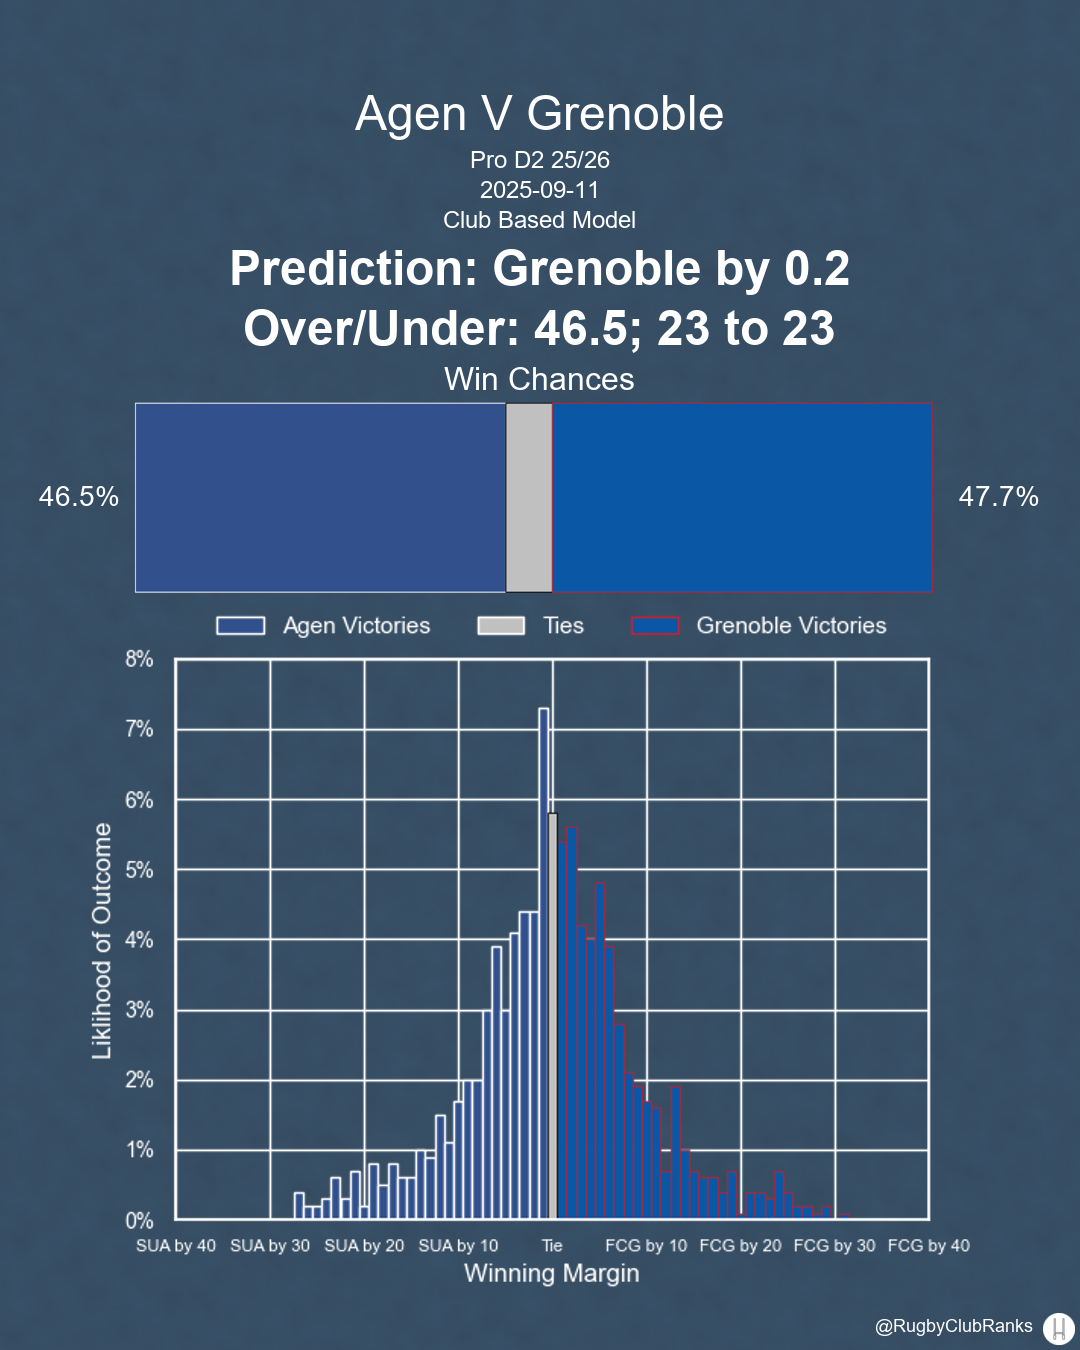 Agen V Grenoble
Pro D2 25/26
2025-09-11
Club Based Model
Prediction: Grenoble by 0.2
Over/Under: 46.5; 23 to 23
Win Chances
46.5%
47.7%
Agen Victories Ties Grenoble Victories
8%
7%
6%
5%
4%
3%
2%
1%
0%
Liklihood of Outcome
SUA by 40 SUA by 30 SUA by 20 SUA by 10 Tie FCG by 10 FCG by 20 FCG by 30 FCG by 40
Winning Margin
@RugbyClubRanks